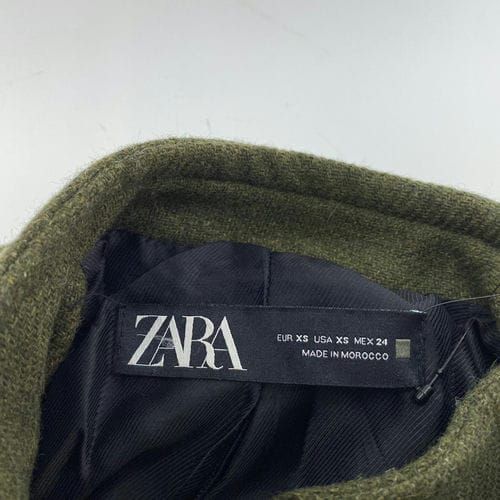 ZARA
EUR XS USA XS MEX 24
MADE IN MOROCCO